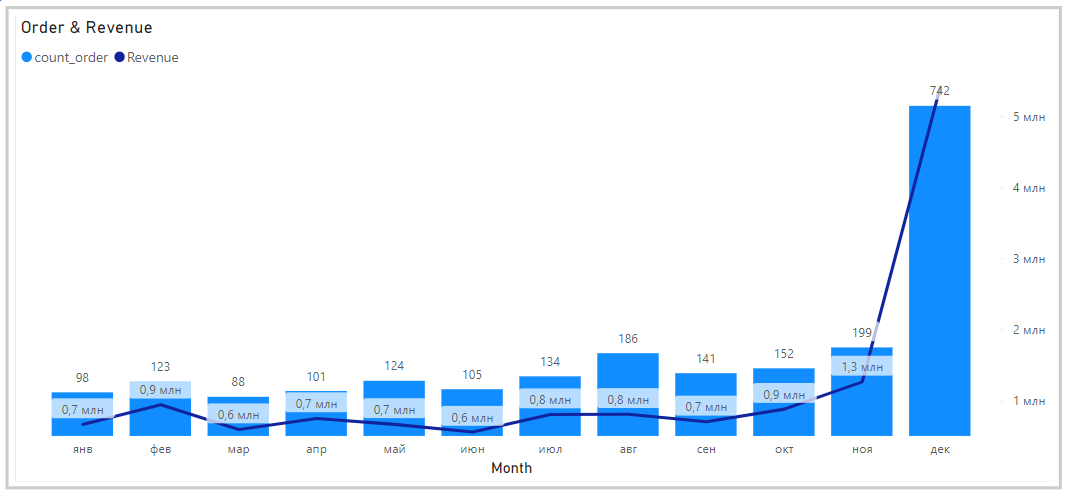 Order & Revenue
count_order Revenue
742
5 млн
4 млн
3 млн
2 млн
1 млн
98 123 88 101 124 105 134 186 141 152 199
0,7 млн 0,9 млн 0,6 млн 0,7 млн 0,7 млн 0,6 млн 0,8 млн 0,8 млн 0,7 млн 0,9 млн 1,3 млн
янв фев мар апр май июн июл авг сен окт ноя дек
Month